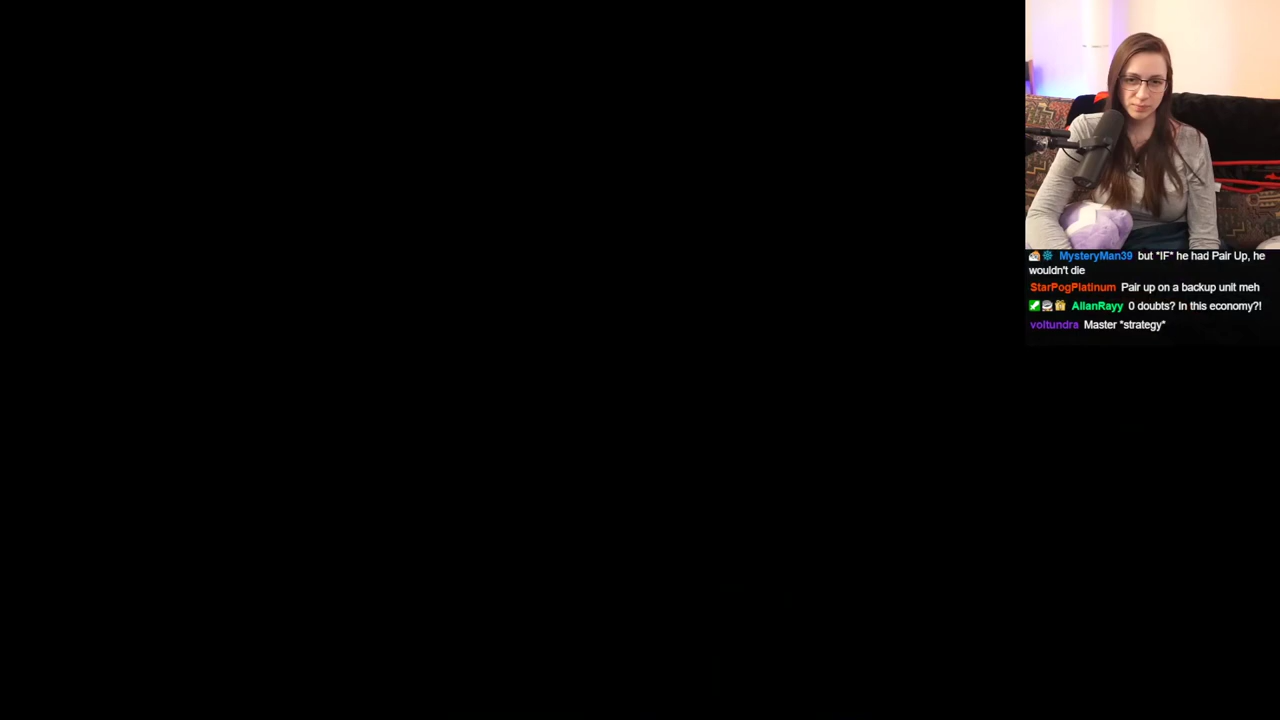 MysteryMan39 but *IF* he had Pair Up, he
wouldn't die
StarPogPlatinum Pair up on a backup unit meh
AllanRayy 0 doubts? In this economy?!
voltundra Master *strategy*